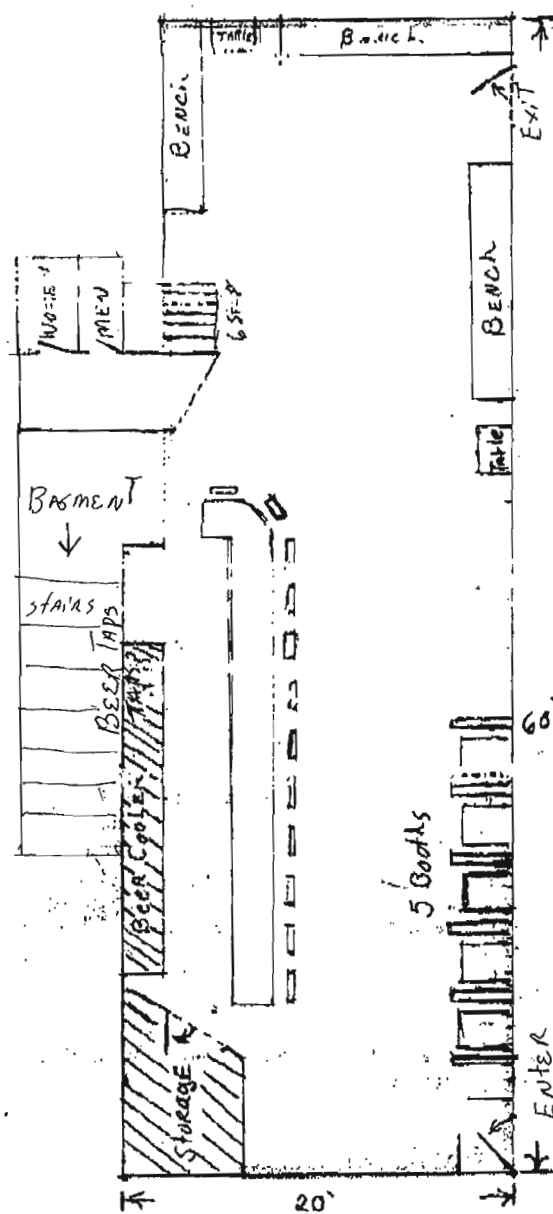 TABLE
BENCH
BENCH
EXIT
BENCH
WOMEN
MEN
Table
BASMENT
stAiRs
BEER TAPS
TAPS
60'
BEER COOLER
5 Booths
StoRAGE
ENtER
20'